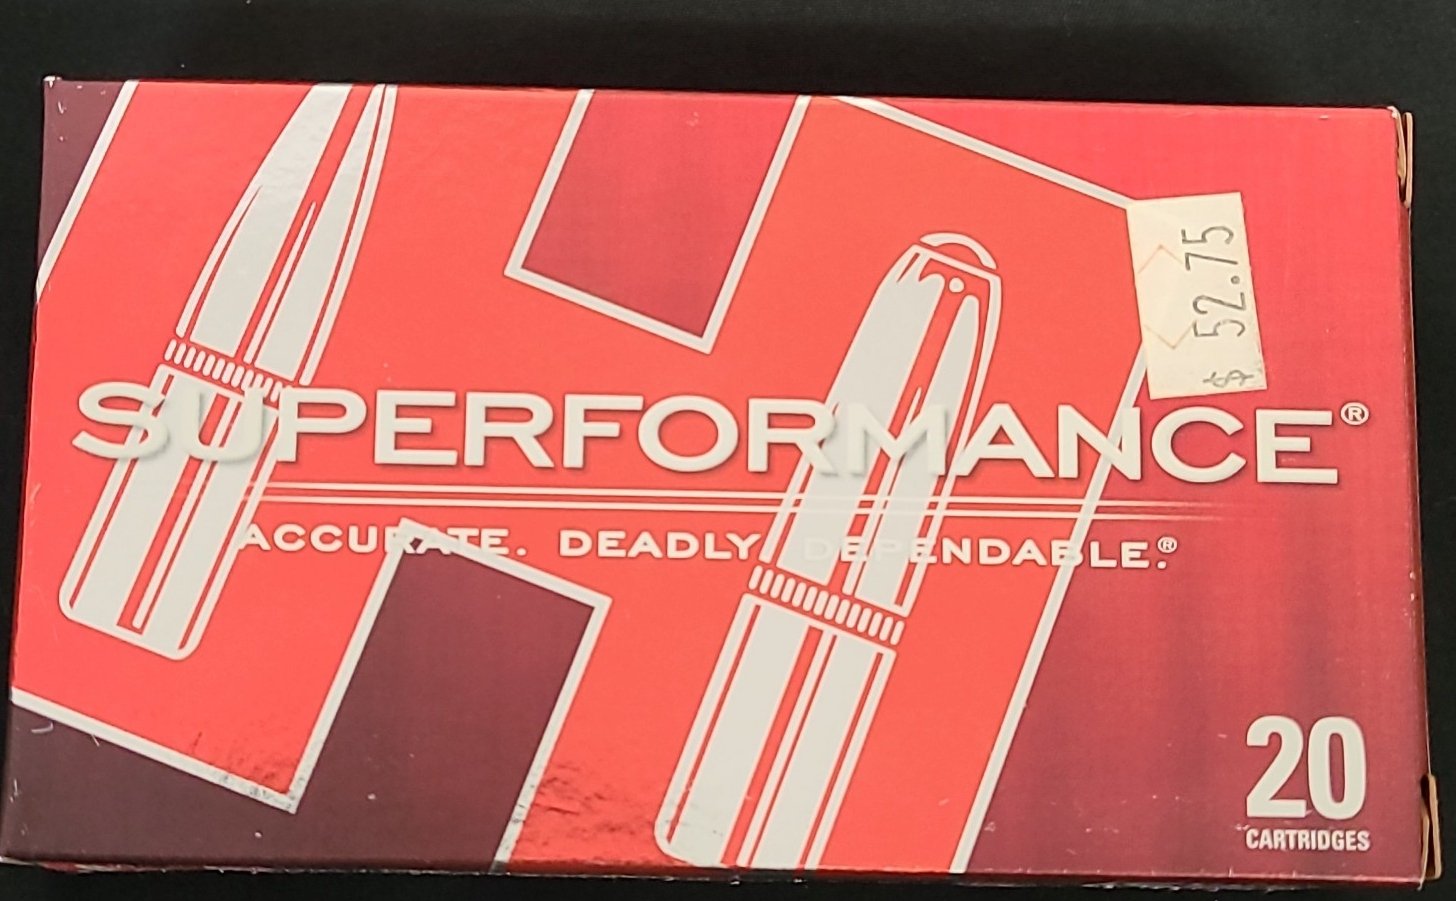 $ 52.75
SUPERFORMANCE®
ACCURATE. DEADLY. DEPENDABLE.®
20
CARTRIDGES